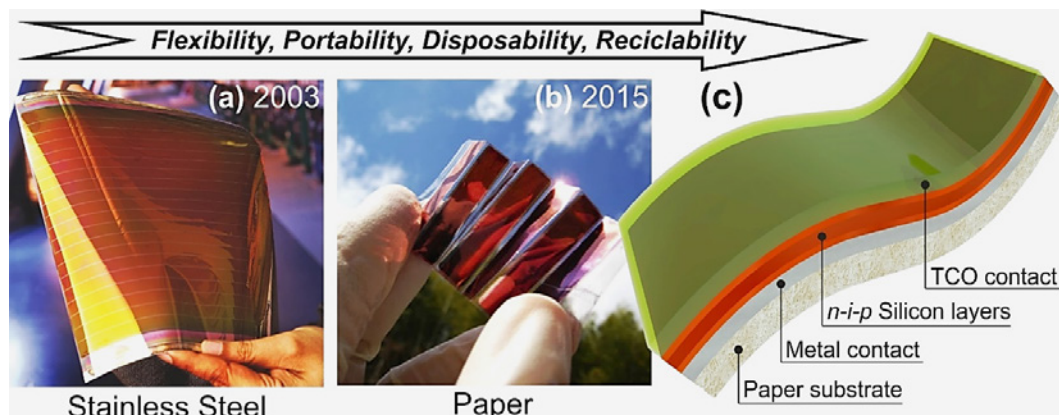 Flexibility, Portability, Disposability, Reciclability
(a) 2003
(b) 2015
(c)
TCO contact
n-i-p Silicon layers
Metal contact
Paper substrate
Stainless Steel
Paper